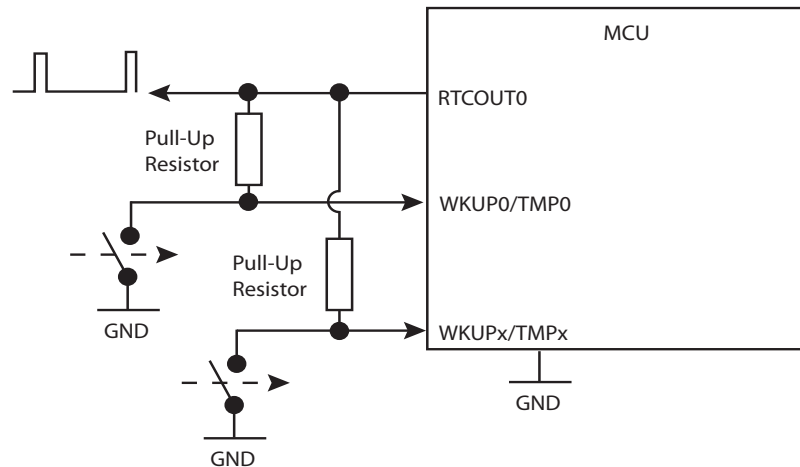 MCU
RTCOUT0
Pull-Up
Resistor
WKUP0/TMP0
Pull-Up
Resistor
GND
WKUPx/TMPx
GND
GND